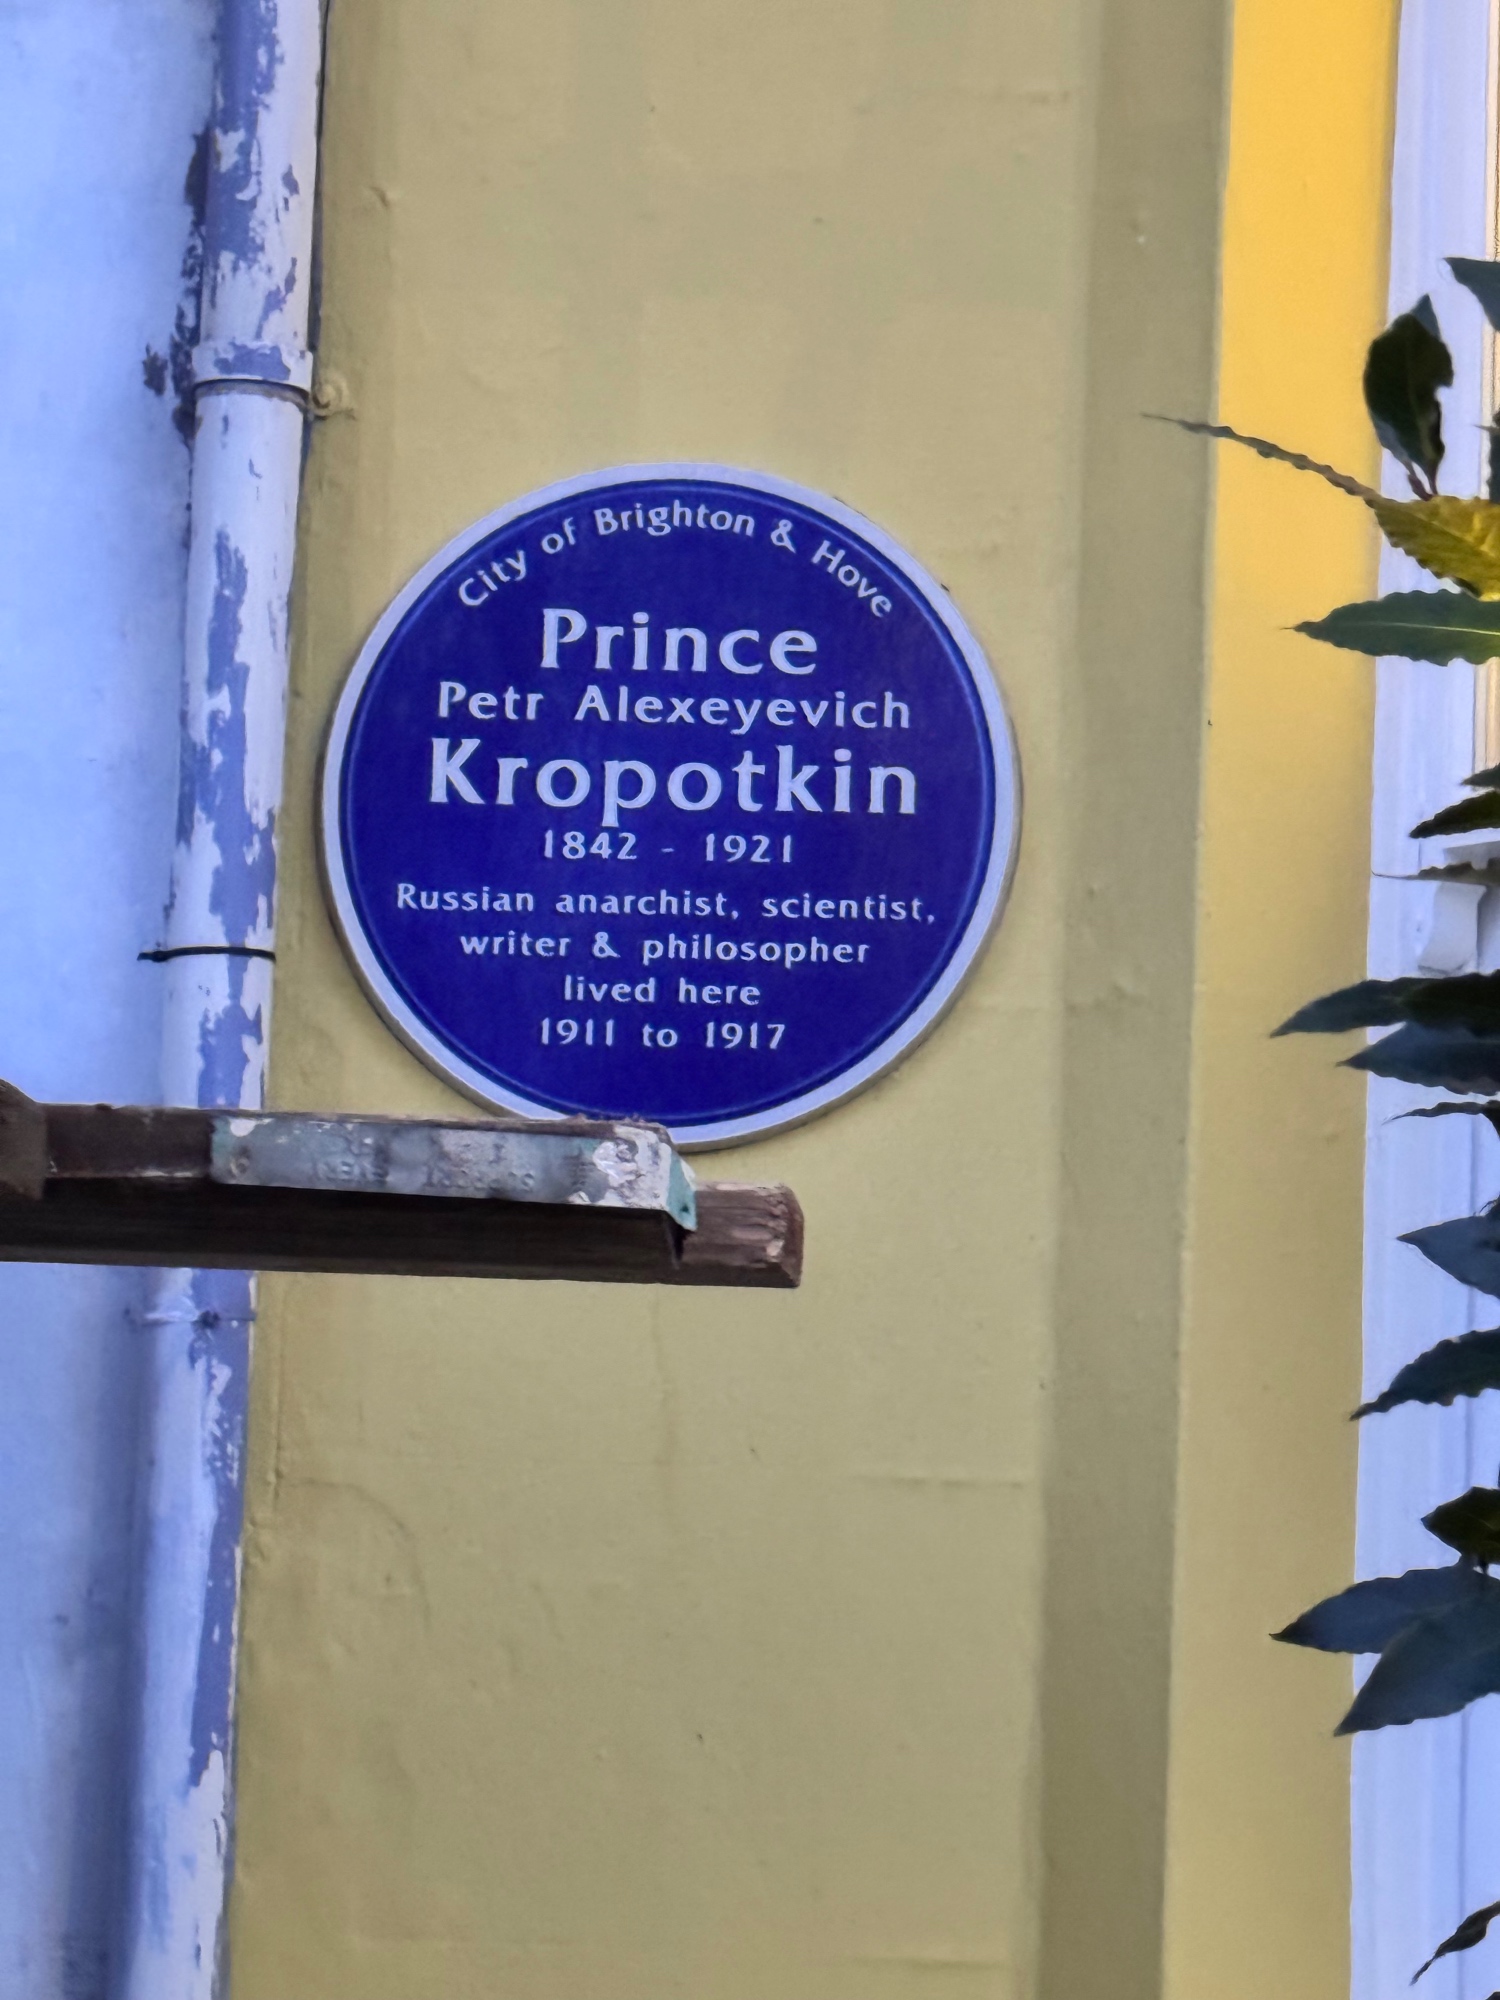 City of Brighton & Hove
Prince
Petr Alexeyevich
Kropotkin
1842 - 1921
Russian anarchist, scientist,
writer & philosopher
lived here
1911 to 1917